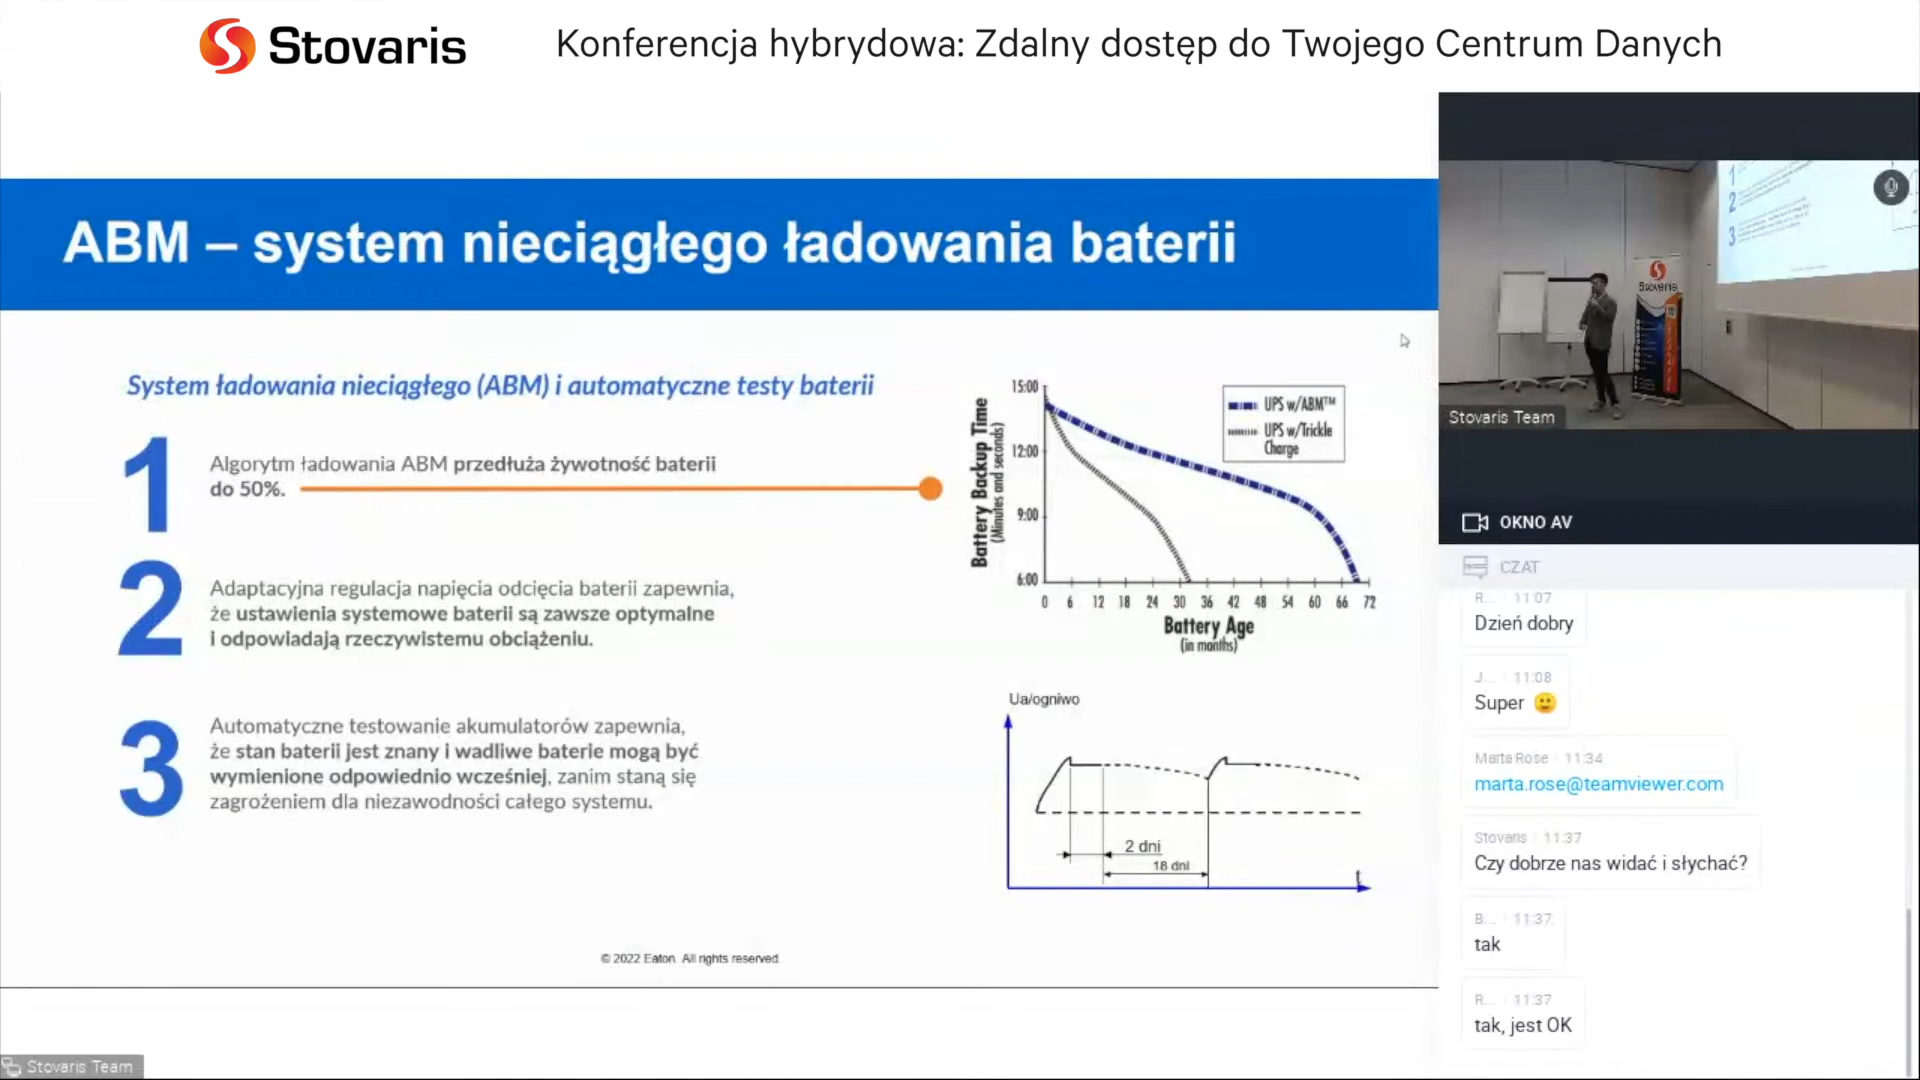 Stovaris
Konferencja hybrydowa: Zdalny dostęp do Twojego Centrum Danych
ABM – system nieciągłego ładowania baterii
System ładowania nieciągłego (ABM) i automatyczne testy baterii
1
Algorytm ładowania ABM przedłuża żywotność baterii
do 50%.
2
Adaptacyjna regulacja napięcia odcięcia baterii zapewnia,
że ustawienia systemowe baterii są zawsze optymalne
i odpowiadają rzeczywistemu obciążeniu.
3
Automatyczne testowanie akumulatorów zapewnia,
że stan baterii jest znany i wadliwe baterie mogą być
wymienione odpowiednio wcześniej, zanim staną się
zagrożeniem dla niezawodności całego systemu.
Battery Backup Time
(Minutes and seconds)
15:00
12:00
9:00
6:00
UPS w/ABM™
UPS w/Trickle
Charge
0 6 12 18 24 30 36 42 48 54 60 66 72
Battery Age
(in months)
Ua/ogniwo
2 dni
18 dni
t
© 2022 Eaton. All rights reserved
Stovaris Team
1
2
3
Stovaris
Stovaris Team
OKNO AV
CZAT
R... 11:07
Dzień dobry
J... 11:08
Super
Marta Rose 11:34
marta.rose@teamviewer.com
Stovaris 11:37
Czy dobrze nas widać i słychać?
B... 11:37
tak
R... 11:37
tak, jest OK